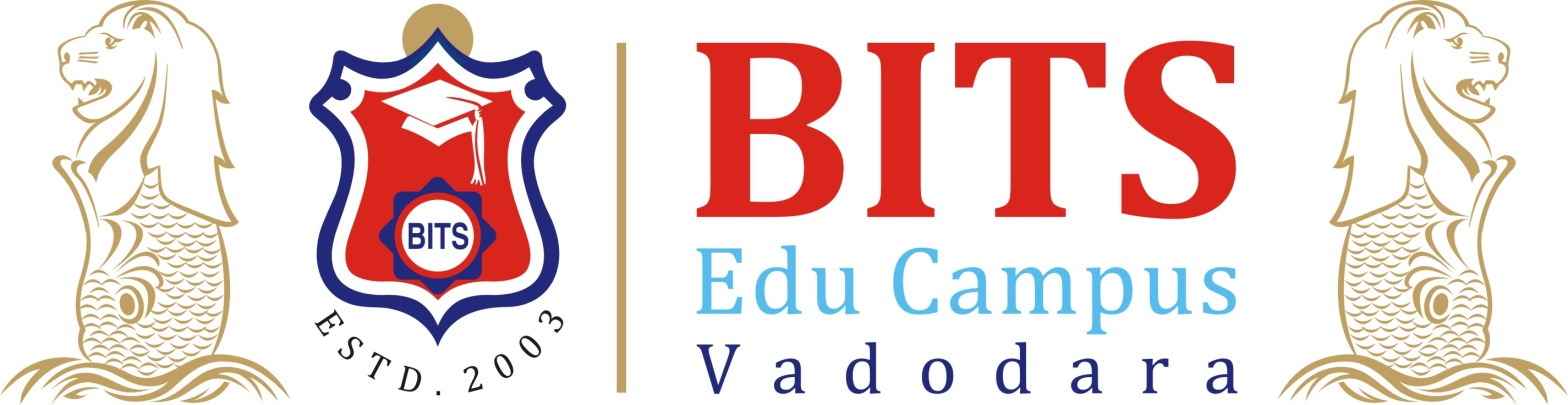 BITS
ESTD. 2003
BITS
Edu Campus
Vadodara